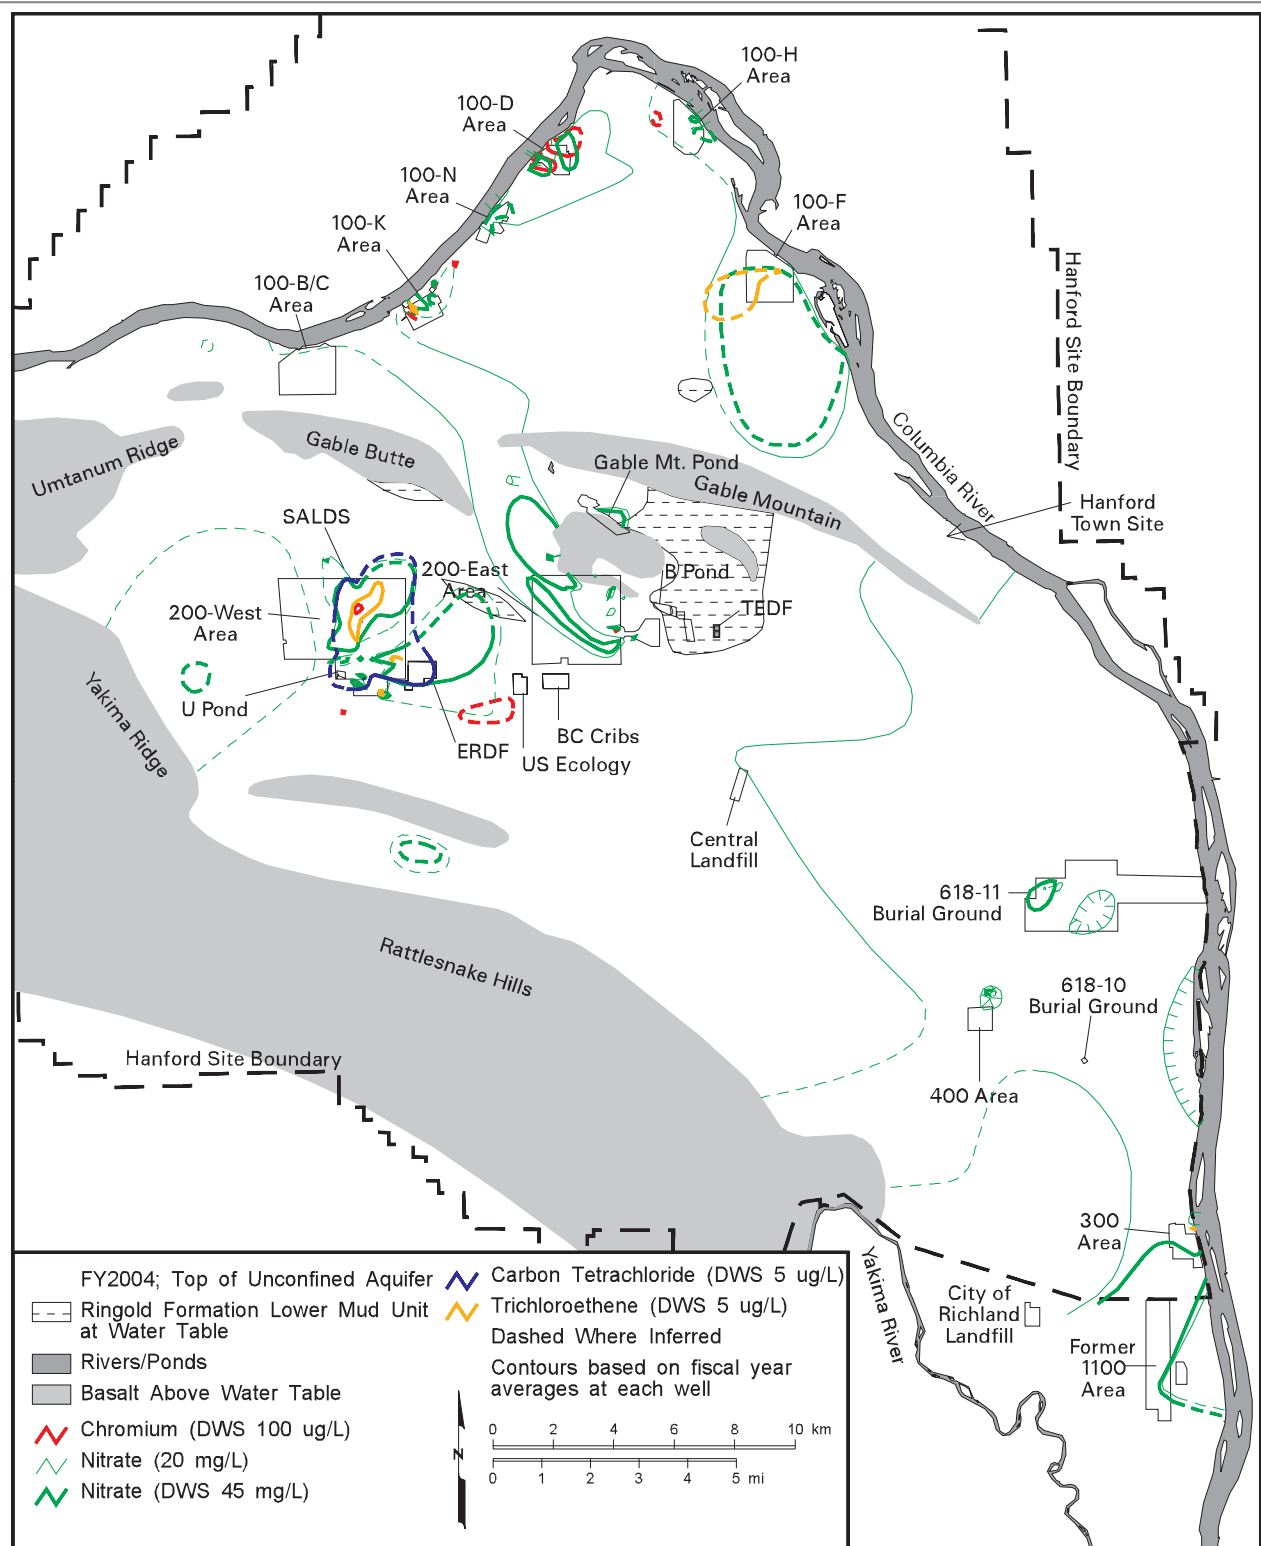 100-H
Area
100-D
Area
100-N
Area
100-K
Area
100-F
Area
100-B/C
Area
Hanford Site Boundary
Columbia River
Umtanum Ridge
Gable Butte
Gable Mt. Pond
Gable Mountain
Hanford
Town Site
SALDS
200-East
Area
B Pond
TEDF
200-West
Area
U Pond
Yakima Ridge
ERDF
BC Cribs
US Ecology
Central
Landfill
618-11
Burial Ground
Rattlesnake Hills
618-10
Burial Ground
Hanford Site Boundary
400 Area
300
Area
City of
Richland
Landfill
Yakima River
Former
1100
Area
FY2004; Top of Unconfined Aquifer
Ringold Formation Lower Mud Unit
at Water Table
Rivers/Ponds
Basalt Above Water Table
Chromium (DWS 100 ug/L)
Nitrate (20 mg/L)
Nitrate (DWS 45 mg/L)
Carbon Tetrachloride (DWS 5 ug/L)
Trichloroethene (DWS 5 ug/L)
Dashed Where Inferred
Contours based on fiscal year
averages at each well
N
0 2 4 6 8 10 km
0 1 2 3 4 5 mi